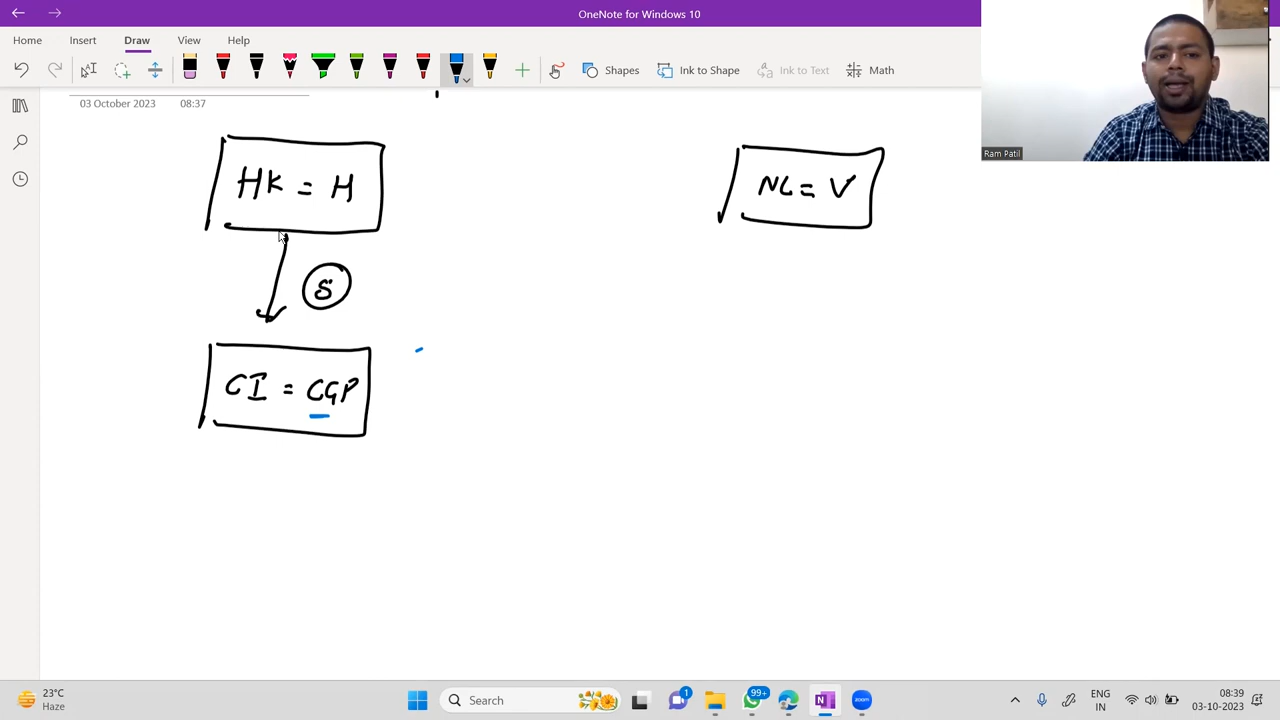 OneNote for Windows 10
Home Insert Draw View Help
Shapes Ink to Shape Ink to Text Math
03 October 2023 08:37
Ram Patil
HK = H
NL = V
S
CI = CGP
23°C
Haze
Search
1
99+
zoom
ENG
IN
08:39
03-10-2023